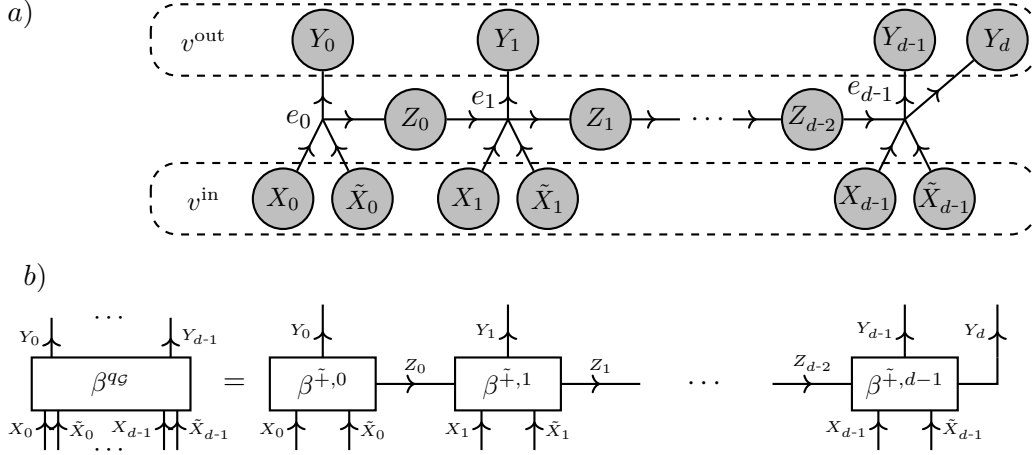 a)
v^out Y_0 Y_1 Y_{d-1} Y_d
e_0 Z_0 e_1 Z_1 ··· Z_{d-2} e_{d-1}
v^in X_0 X̃_0 X_1 X̃_1 X_{d-1} X̃_{d-1}
b)
Y_0 ··· Y_{d-1} Y_0 Y_1 Y_{d-1} Y_d
β^{q_𝒢} = β^{+̃,0} Z_0 β^{+̃,1} Z_1 ··· Z_{d-2} β^{+̃,d−1}
X_0 X̃_0 X_{d-1} X̃_{d-1} X_0 X̃_0 X_1 X̃_1 X_{d-1} X̃_{d-1}
···